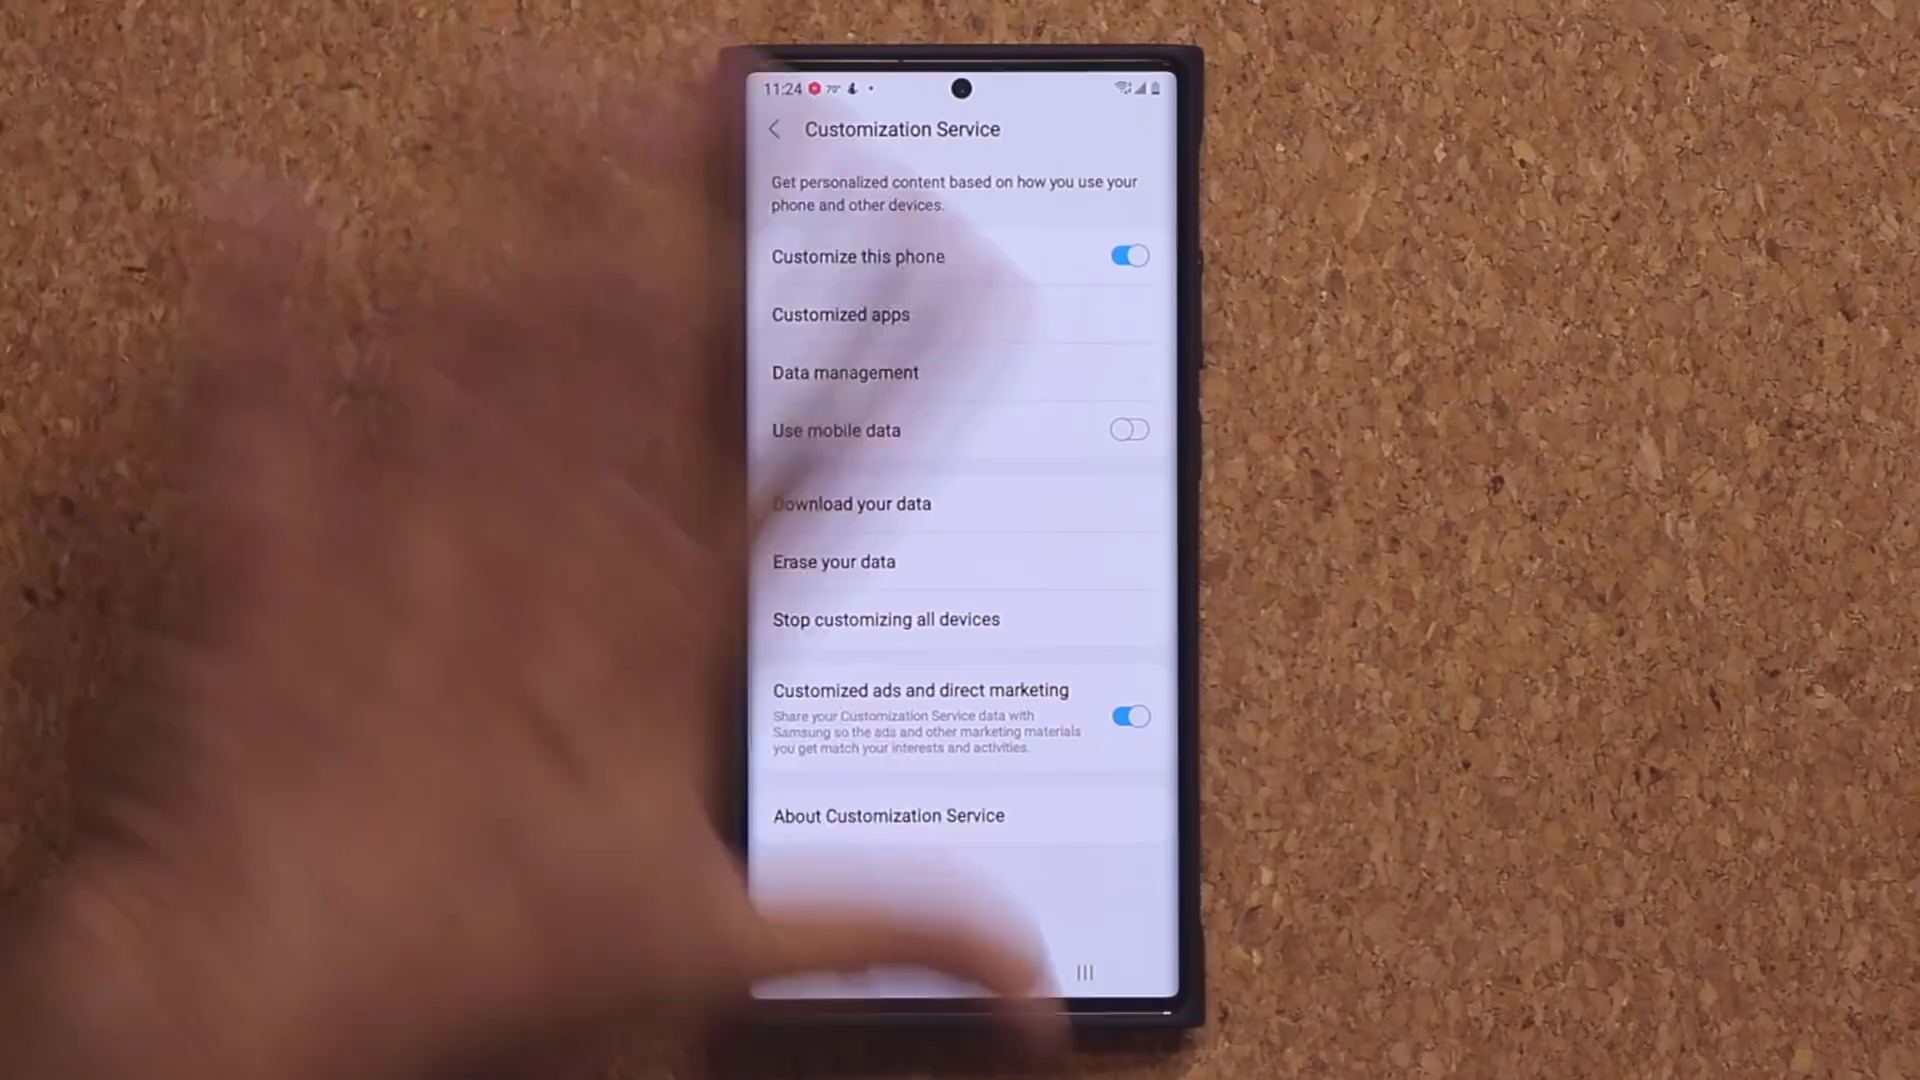 11:24 70°
Customization Service
Get personalized content based on how you use your
phone and other devices.
Customize this phone
Customized apps
Data management
Use mobile data
Download your data
Erase your data
Stop customizing all devices
Customized ads and direct marketing
Share your Customization Service data with
Samsung so the ads and other marketing materials
you get match your interests and activities.
About Customization Service